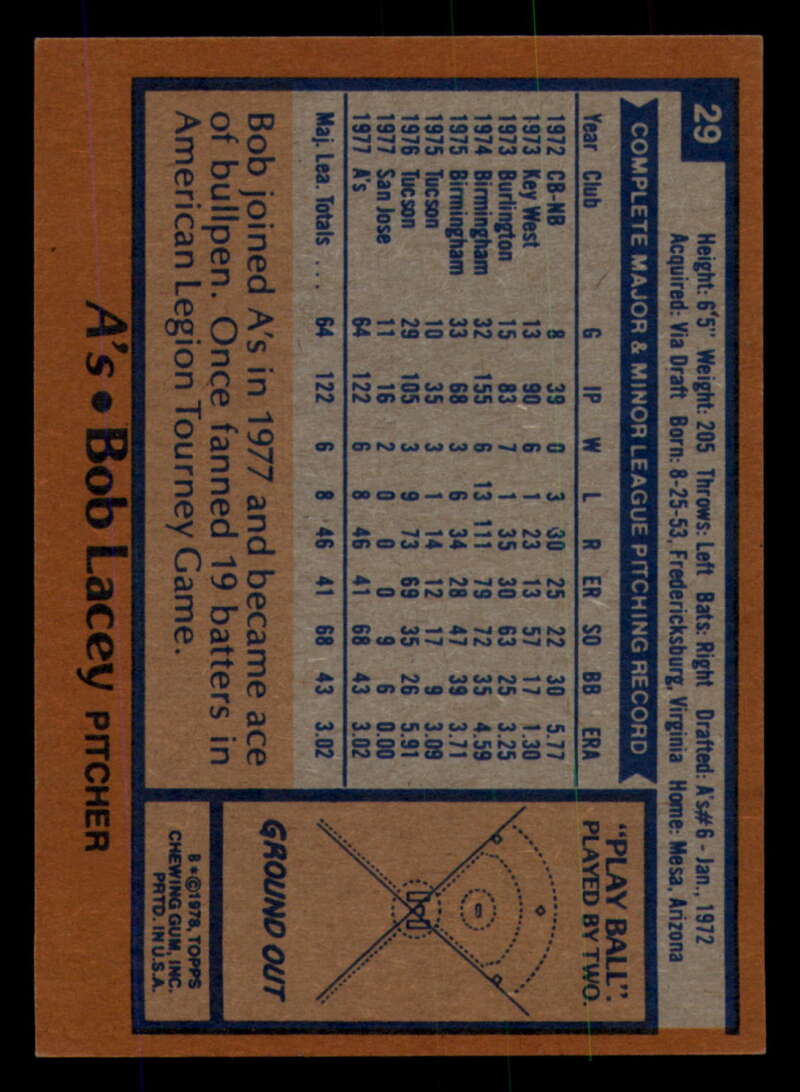 29
Height: 6'5" Weight: 205 Throws: Left Bats: Right Drafted: A's#6 - Jan., 1972
Acquired: Via Draft Born: 8-25-53, Fredericksburg, Virginia Home: Mesa, Arizona
COMPLETE MAJOR & MINOR LEAGUE PITCHING RECORD
Year Club G IP W L R ER SO BB ERA
1972 CB-NB 8 39 0 3 30 25 22 30 5.77
1973 Key West 13 90 6 1 23 13 57 17 1.30
1973 Burlington 15 83 7 1 35 30 63 25 3.25
1974 Birmingham 32 155 6 13 111 79 72 35 4.59
1975 Birmingham 33 68 3 6 34 28 47 39 3.71
1975 Tucson 10 35 3 1 14 12 17 9 3.09
1976 Tucson 29 105 3 9 73 69 35 26 5.91
1977 San Jose 11 16 2 0 0 0 9 6 0.00
1977 A's 64 122 6 8 46 41 68 43 3.02
Maj. Lea. Totals ... 64 122 6 8 46 41 68 43 3.02
Bob joined A's in 1977 and became ace
of bullpen. Once fanned 19 batters in
American Legion Tourney Game.
"PLAY BALL".
PLAYED BY TWO.
GROUND OUT
B*©1978, TOPPS
CHEWING GUM, INC.
PRTD. IN U.S.A.
A's • Bob Lacey PITCHER